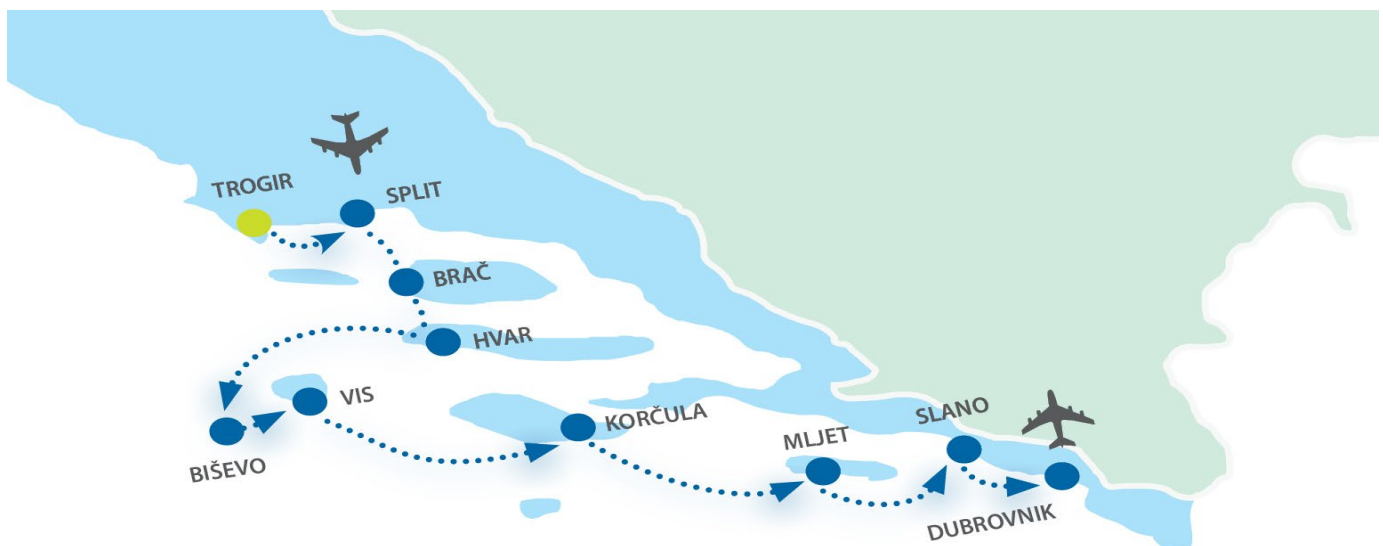 TROGIR
SPLIT
BRAČ
HVAR
VIS
BIŠEVO
KORČULA
MLJET
SLANO
DUBROVNIK